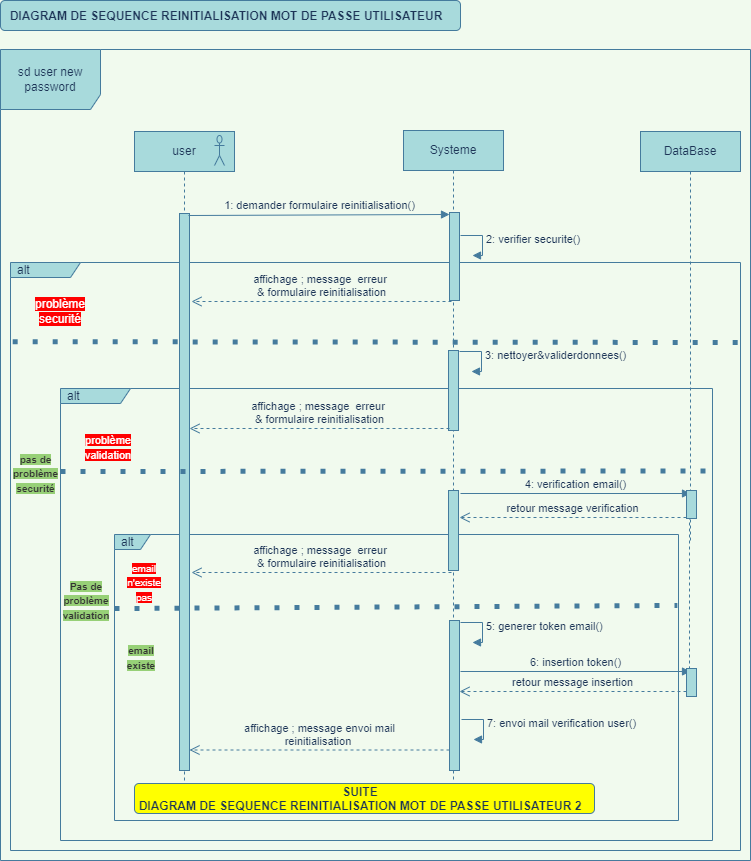 DIAGRAM DE SEQUENCE REINITIALISATION MOT DE PASSE UTILISATEUR
sd user new
password
user
Systeme
DataBase
1: demander formulaire reinitialisation()
2: verifier securite()
alt
affichage ; message erreur
& formulaire reinitialisation
problème
securité
3: nettoyer&validerdonnees()
alt
affichage ; message erreur
& formulaire reinitialisation
problème
validation
pas de
problème
securité
4: verification email()
retour message verification
alt
affichage ; message erreur
& formulaire reinitialisation
email
n'existe
pas
Pas de
problème
validation
5: generer token email()
email
existe
6: insertion token()
retour message insertion
7: envoi mail verification user()
affichage ; message envoi mail
reinitialisation
SUITE
DIAGRAM DE SEQUENCE REINITIALISATION MOT DE PASSE UTILISATEUR 2